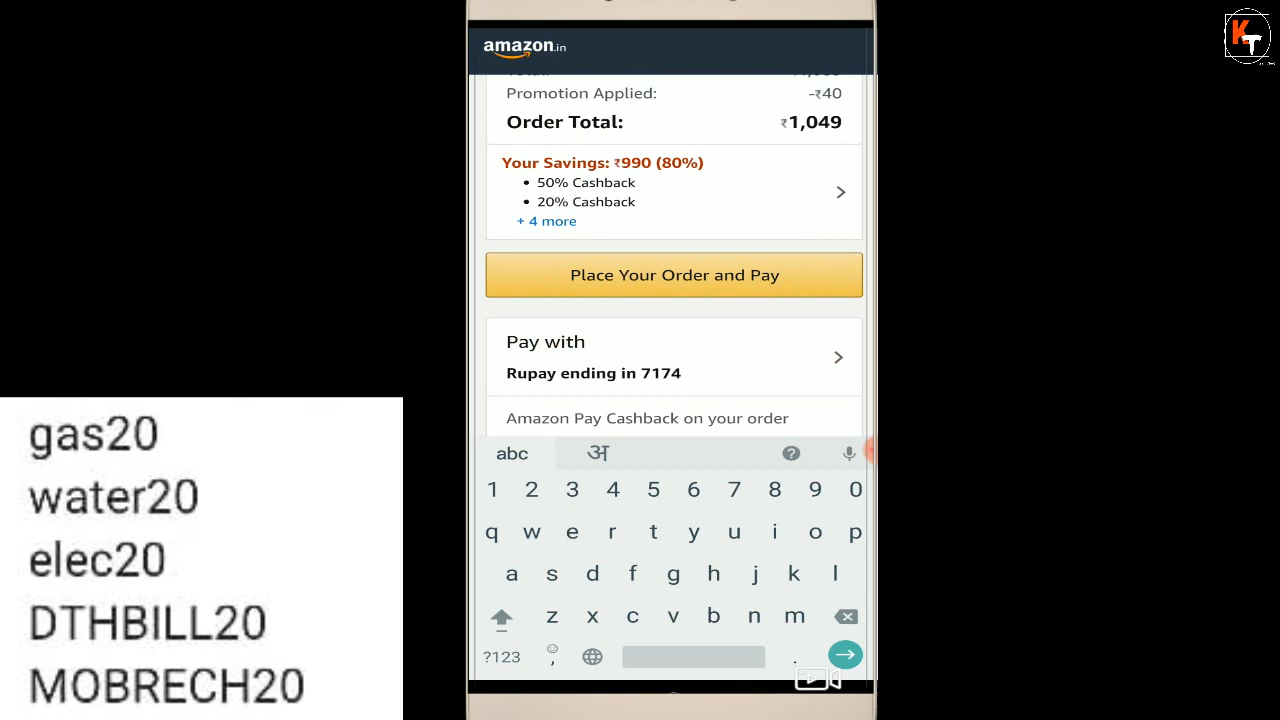 amazon.in
Promotion Applied: -₹40
Order Total: ₹1,049
Your Savings: ₹990 (80%)
• 50% Cashback
• 20% Cashback
+ 4 more
Place Your Order and Pay
Pay with
Rupay ending in 7174
Amazon Pay Cashback on your order
abc अ ?
1 2 3 4 5 6 7 8 9 0
q w e r t y u i o p
a s d f g h j k l
z x c v b n m
?123 , .
gas20
water20
elec20
DTHBILL20
MOBRECH20
KT